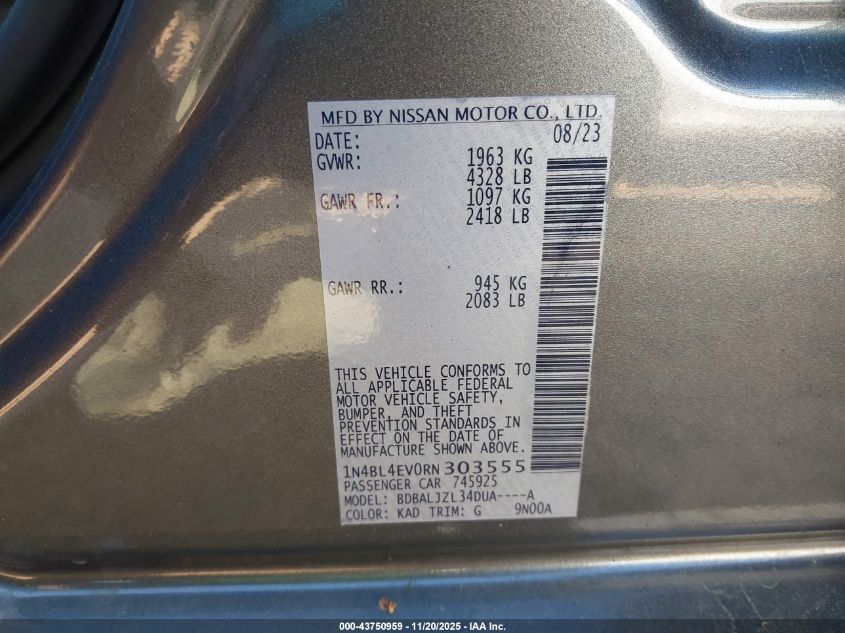 MFD BY NISSAN MOTOR CO., LTD.
DATE: 08/23
GVWR: 1963 KG
4328 LB
GAWR FR.: 1097 KG
2418 LB
GAWR RR.: 945 KG
2083 LB
THIS VEHICLE CONFORMS TO
ALL APPLICABLE FEDERAL
MOTOR VEHICLE SAFETY,
BUMPER, AND THEFT
PREVENTION STANDARDS IN
EFFECT ON THE DATE OF
MANUFACTURE SHOWN ABOVE.
1N4BL4EV0RN303555
PASSENGER CAR 745925
MODEL: BDBALJZL34DUA----A
COLOR: KAD TRIM: G 9N00A
000-43750959 - 11/20/2025 - IAA Inc.